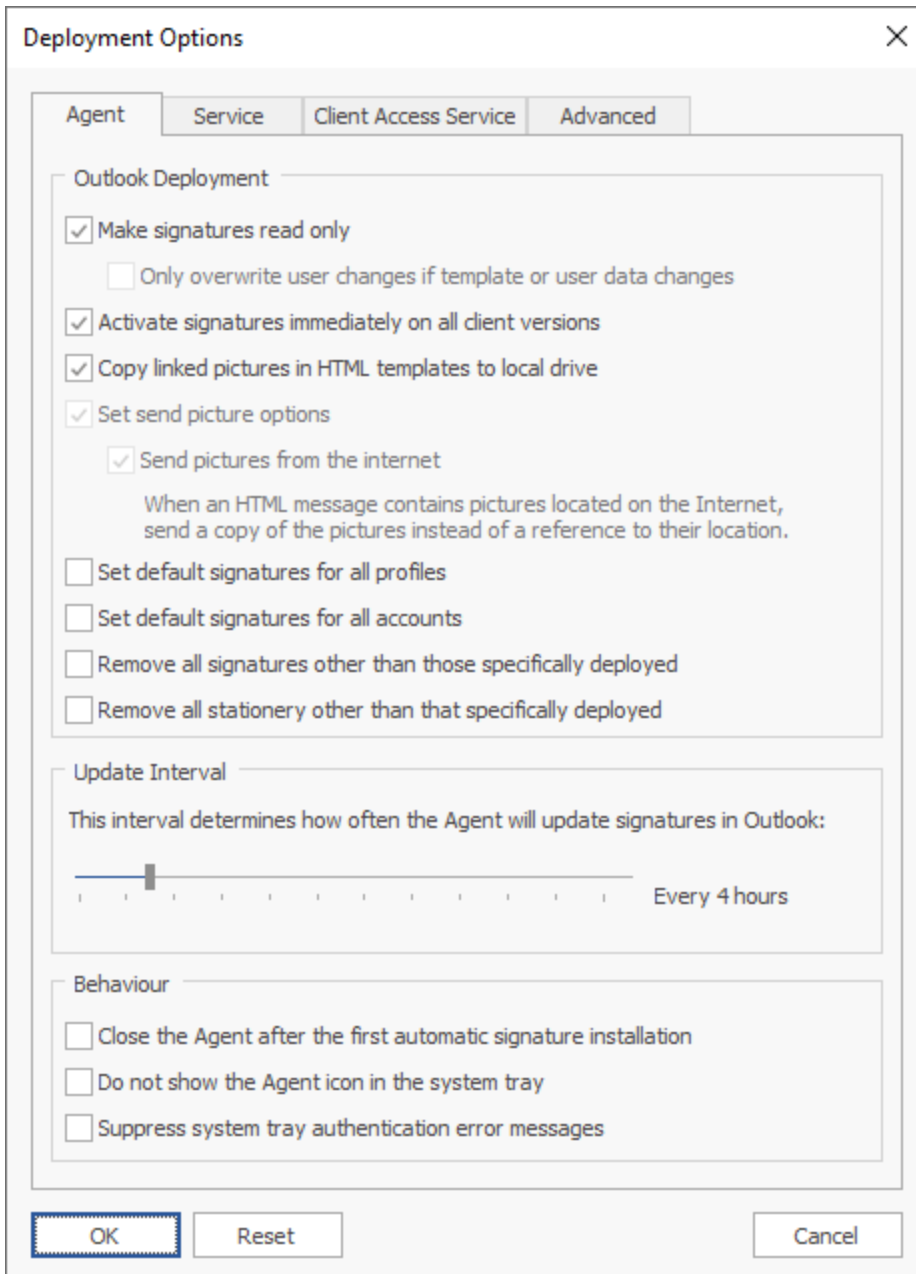 Deployment Options
Agent
Service
Client Access Service
Advanced
Outlook Deployment
Make signatures read only
Only overwrite user changes if template or user data changes
Activate signatures immediately on all client versions
Copy linked pictures in HTML templates to local drive
Set send picture options
Send pictures from the internet
When an HTML message contains pictures located on the Internet,
send a copy of the pictures instead of a reference to their location.
Set default signatures for all profiles
Set default signatures for all accounts
Remove all signatures other than those specifically deployed
Remove all stationery other than that specifically deployed
Update Interval
This interval determines how often the Agent will update signatures in Outlook:
Every 4 hours
Behaviour
Close the Agent after the first automatic signature installation
Do not show the Agent icon in the system tray
Suppress system tray authentication error messages
OK
Reset
Cancel